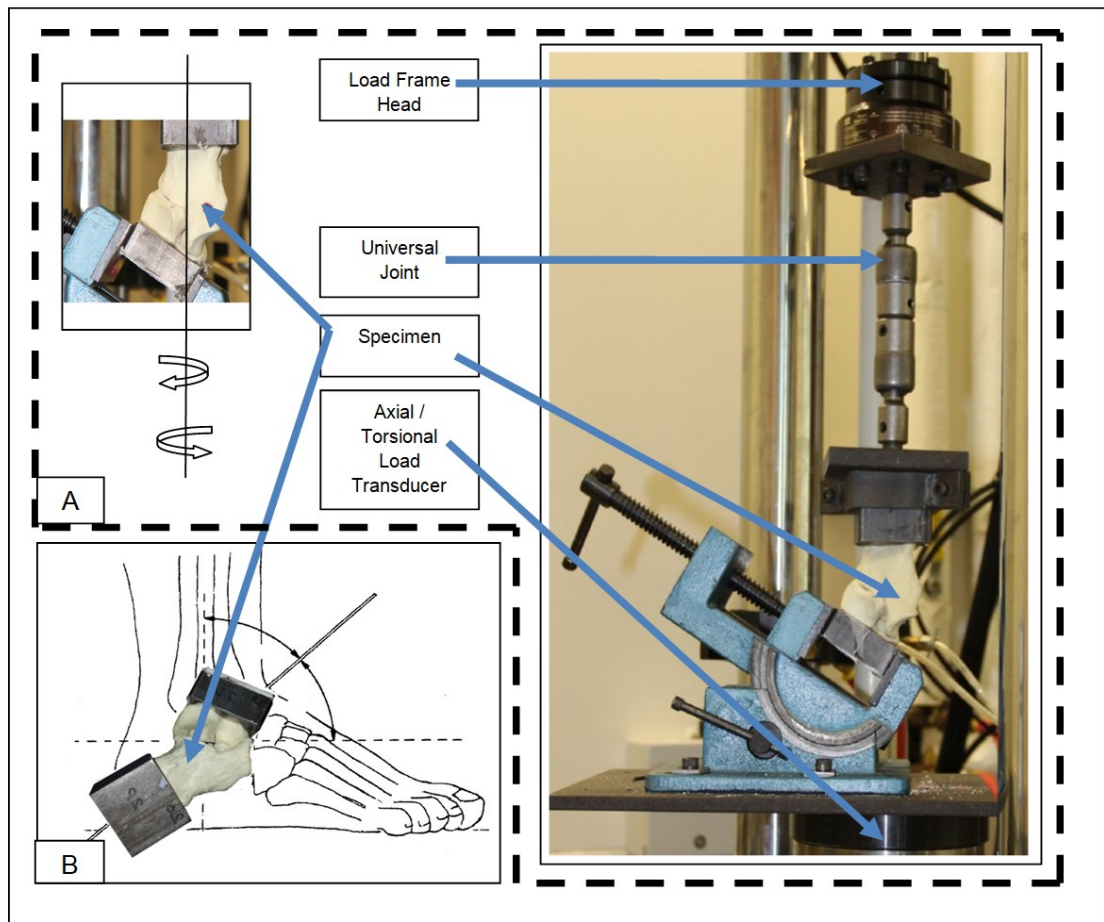 Load Frame
Head
Universal
Joint
Specimen
Axial /
Torsional
Load
Transducer
A
B